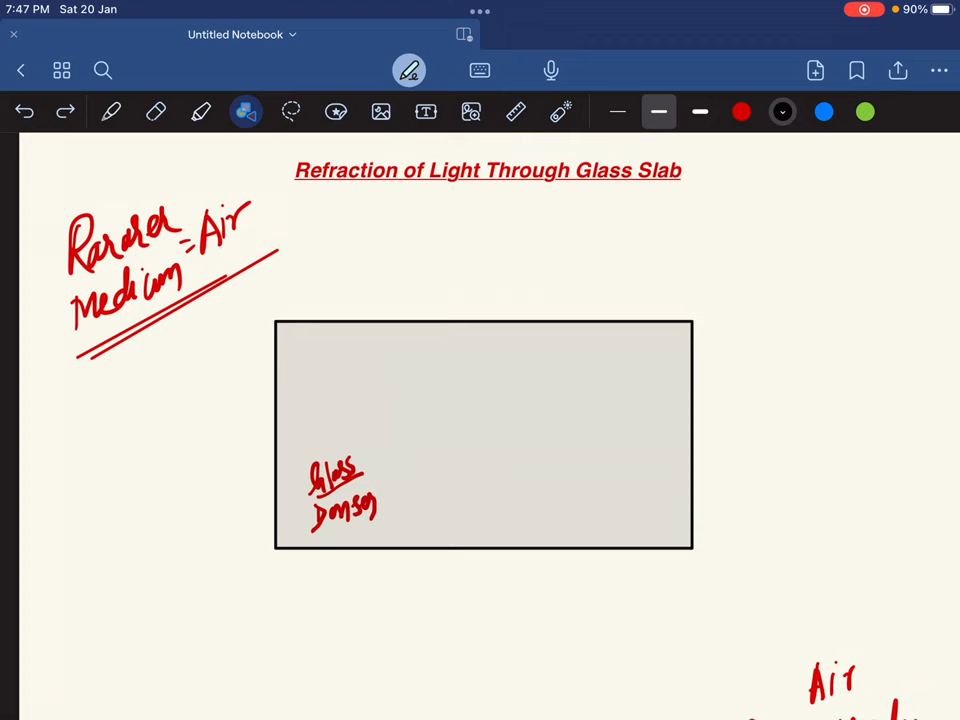 7:47 PM Sat 20 Jan
90%
Untitled Notebook
Refraction of Light Through Glass Slab
Rararer
Medium = Air
Glass
Denser
Air